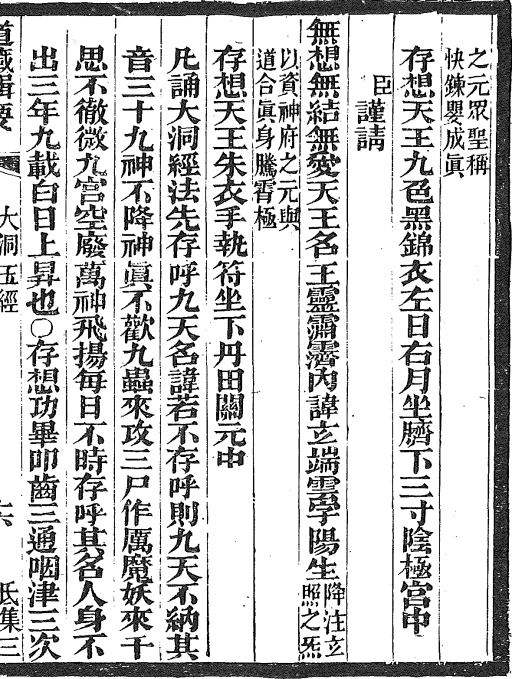 之元眾聖稱
快鍊嬰成眞
存想天王九色黑錦衣左日右月坐臍下三寸陰極宮中
臣
謹請
無想無結無愛天王名王靈霨霶內諱玄端雲學陽生降注玄
照之炁
以資神府之元與
道合眞身騰霄極
存想天王朱衣手執符坐下丹田關元中
凡誦大洞經法先存呼九天名諱若不存呼則九天不納其
音三十九神不降神眞不歡九蟲來攻三尸作厲魔妖來干
思不徹微九宮空廢萬神飛揚每日不時存呼其名人身不
出三年九載白日上昇也○存想功畢叩齒三通咽津三次
道藏輯要
大洞玉經
六
氐集三